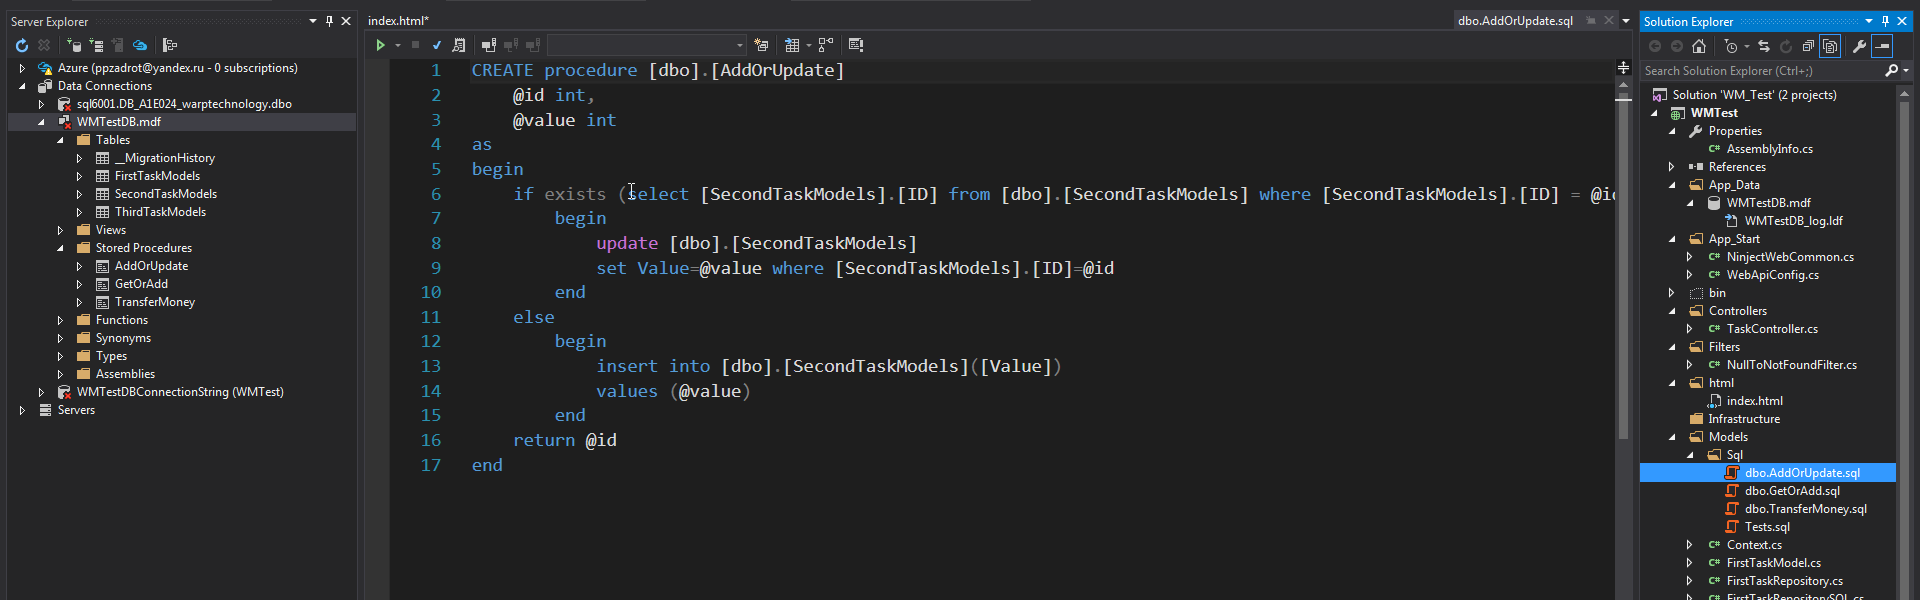 Server Explorer
Azure (ppzadrot@yandex.ru - 0 subscriptions)
Data Connections
sql6001.DB_A1E024_warptechnology.dbo
WMTestDB.mdf
Tables
__MigrationHistory
FirstTaskModels
SecondTaskModels
ThirdTaskModels
Views
Stored Procedures
AddOrUpdate
GetOrAdd
TransferMoney
Functions
Synonyms
Types
Assemblies
WMTestDBConnectionString (WMTest)
Servers
index.html*
dbo.AddOrUpdate.sql
1 CREATE procedure [dbo].[AddOrUpdate]
2 @id int,
3 @value int
4 as
5 begin
6 if exists (select [SecondTaskModels].[ID] from [dbo].[SecondTaskModels] where [SecondTaskModels].[ID] = @i
7 begin
8 update [dbo].[SecondTaskModels]
9 set Value=@value where [SecondTaskModels].[ID]=@id
10 end
11 else
12 begin
13 insert into [dbo].[SecondTaskModels]([Value])
14 values (@value)
15 end
16 return @id
17 end
Solution Explorer
Search Solution Explorer (Ctrl+;)
Solution 'WM_Test' (2 projects)
WMTest
Properties
C# AssemblyInfo.cs
References
App_Data
WMTestDB.mdf
WMTestDB_log.ldf
App_Start
C# NinjectWebCommon.cs
C# WebApiConfig.cs
bin
Controllers
C# TaskController.cs
Filters
C# NullToNotFoundFilter.cs
html
index.html
Infrastructure
Models
Sql
dbo.AddOrUpdate.sql
dbo.GetOrAdd.sql
dbo.TransferMoney.sql
Tests.sql
C# Context.cs
C# FirstTaskModel.cs
C# FirstTaskRepository.cs
C# FirstTaskRepositorySQL.cs